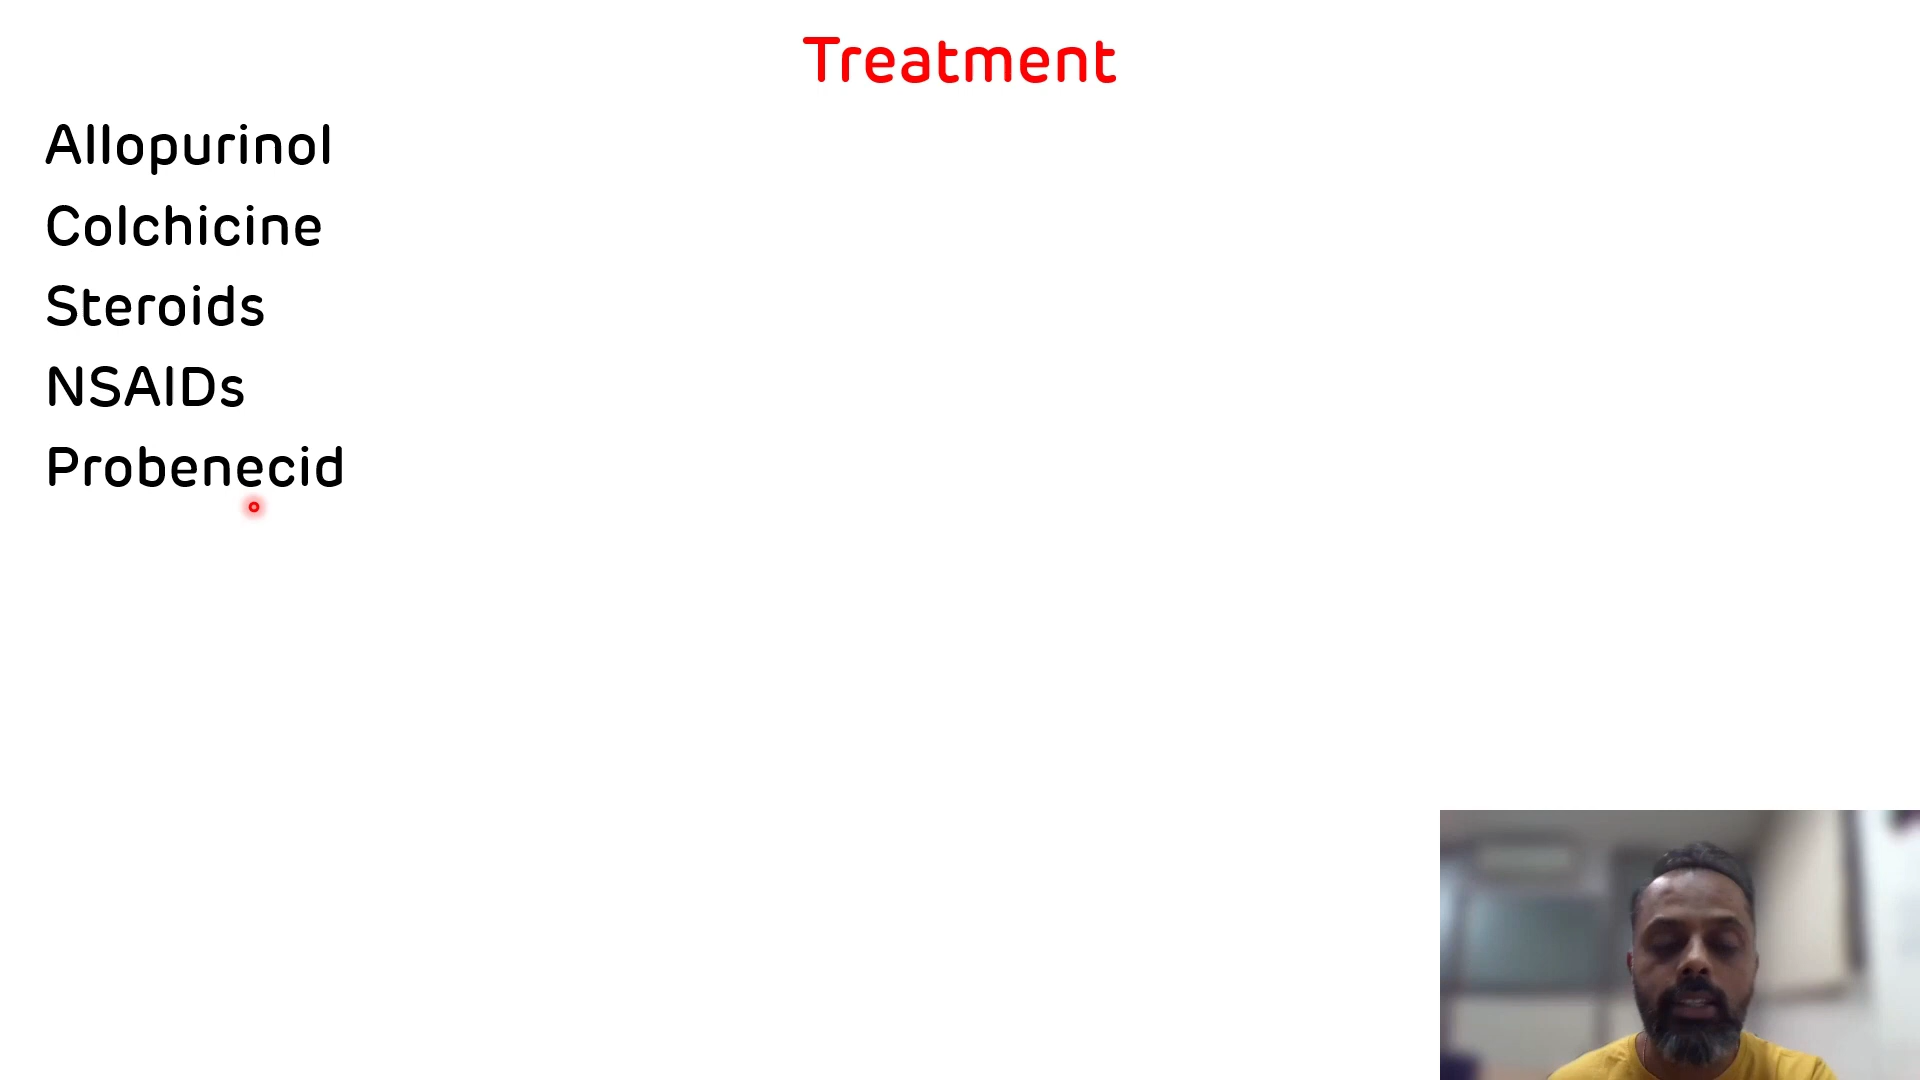 Treatment
Allopurinol
Colchicine
Steroids
NSAIDs
Probenecid